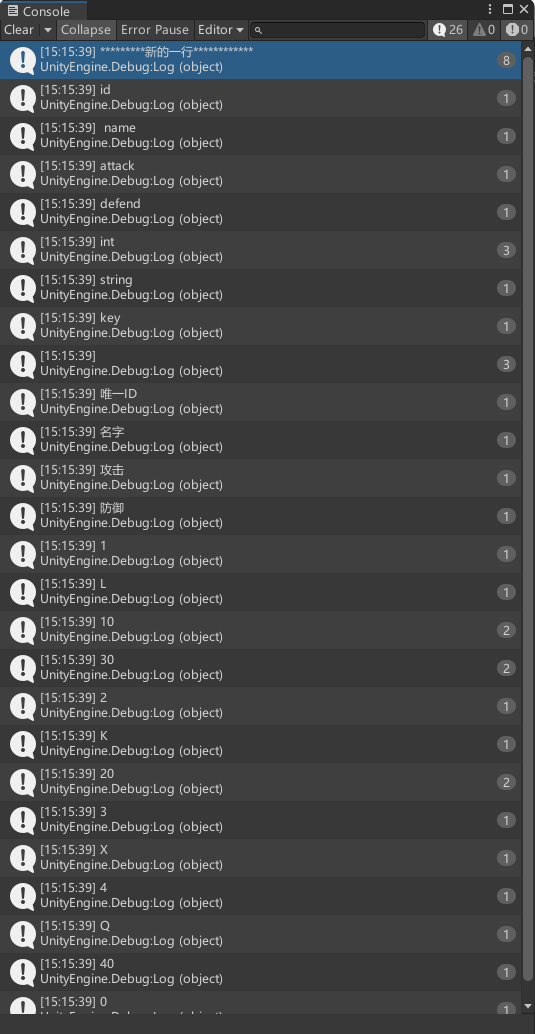 Console
Clear Collapse Error Pause Editor 26 0 0
[15:15:39] *********新的一行************
UnityEngine.Debug:Log (object) 8
[15:15:39] id
UnityEngine.Debug:Log (object) 1
[15:15:39]  name
UnityEngine.Debug:Log (object) 1
[15:15:39] attack
UnityEngine.Debug:Log (object) 1
[15:15:39] defend
UnityEngine.Debug:Log (object) 1
[15:15:39] int
UnityEngine.Debug:Log (object) 3
[15:15:39] string
UnityEngine.Debug:Log (object) 1
[15:15:39] key
UnityEngine.Debug:Log (object) 1
[15:15:39]
UnityEngine.Debug:Log (object) 3
[15:15:39] 唯一ID
UnityEngine.Debug:Log (object) 1
[15:15:39] 名字
UnityEngine.Debug:Log (object) 1
[15:15:39] 攻击
UnityEngine.Debug:Log (object) 1
[15:15:39] 防御
UnityEngine.Debug:Log (object) 1
[15:15:39] 1
UnityEngine.Debug:Log (object) 1
[15:15:39] L
UnityEngine.Debug:Log (object) 1
[15:15:39] 10
UnityEngine.Debug:Log (object) 2
[15:15:39] 30
UnityEngine.Debug:Log (object) 2
[15:15:39] 2
UnityEngine.Debug:Log (object) 1
[15:15:39] K
UnityEngine.Debug:Log (object) 1
[15:15:39] 20
UnityEngine.Debug:Log (object) 2
[15:15:39] 3
UnityEngine.Debug:Log (object) 1
[15:15:39] X
UnityEngine.Debug:Log (object) 1
[15:15:39] 4
UnityEngine.Debug:Log (object) 1
[15:15:39] Q
UnityEngine.Debug:Log (object) 1
[15:15:39] 40
UnityEngine.Debug:Log (object) 1
[15:15:39] 0
UnityEngine.Debug:Log (object) 1